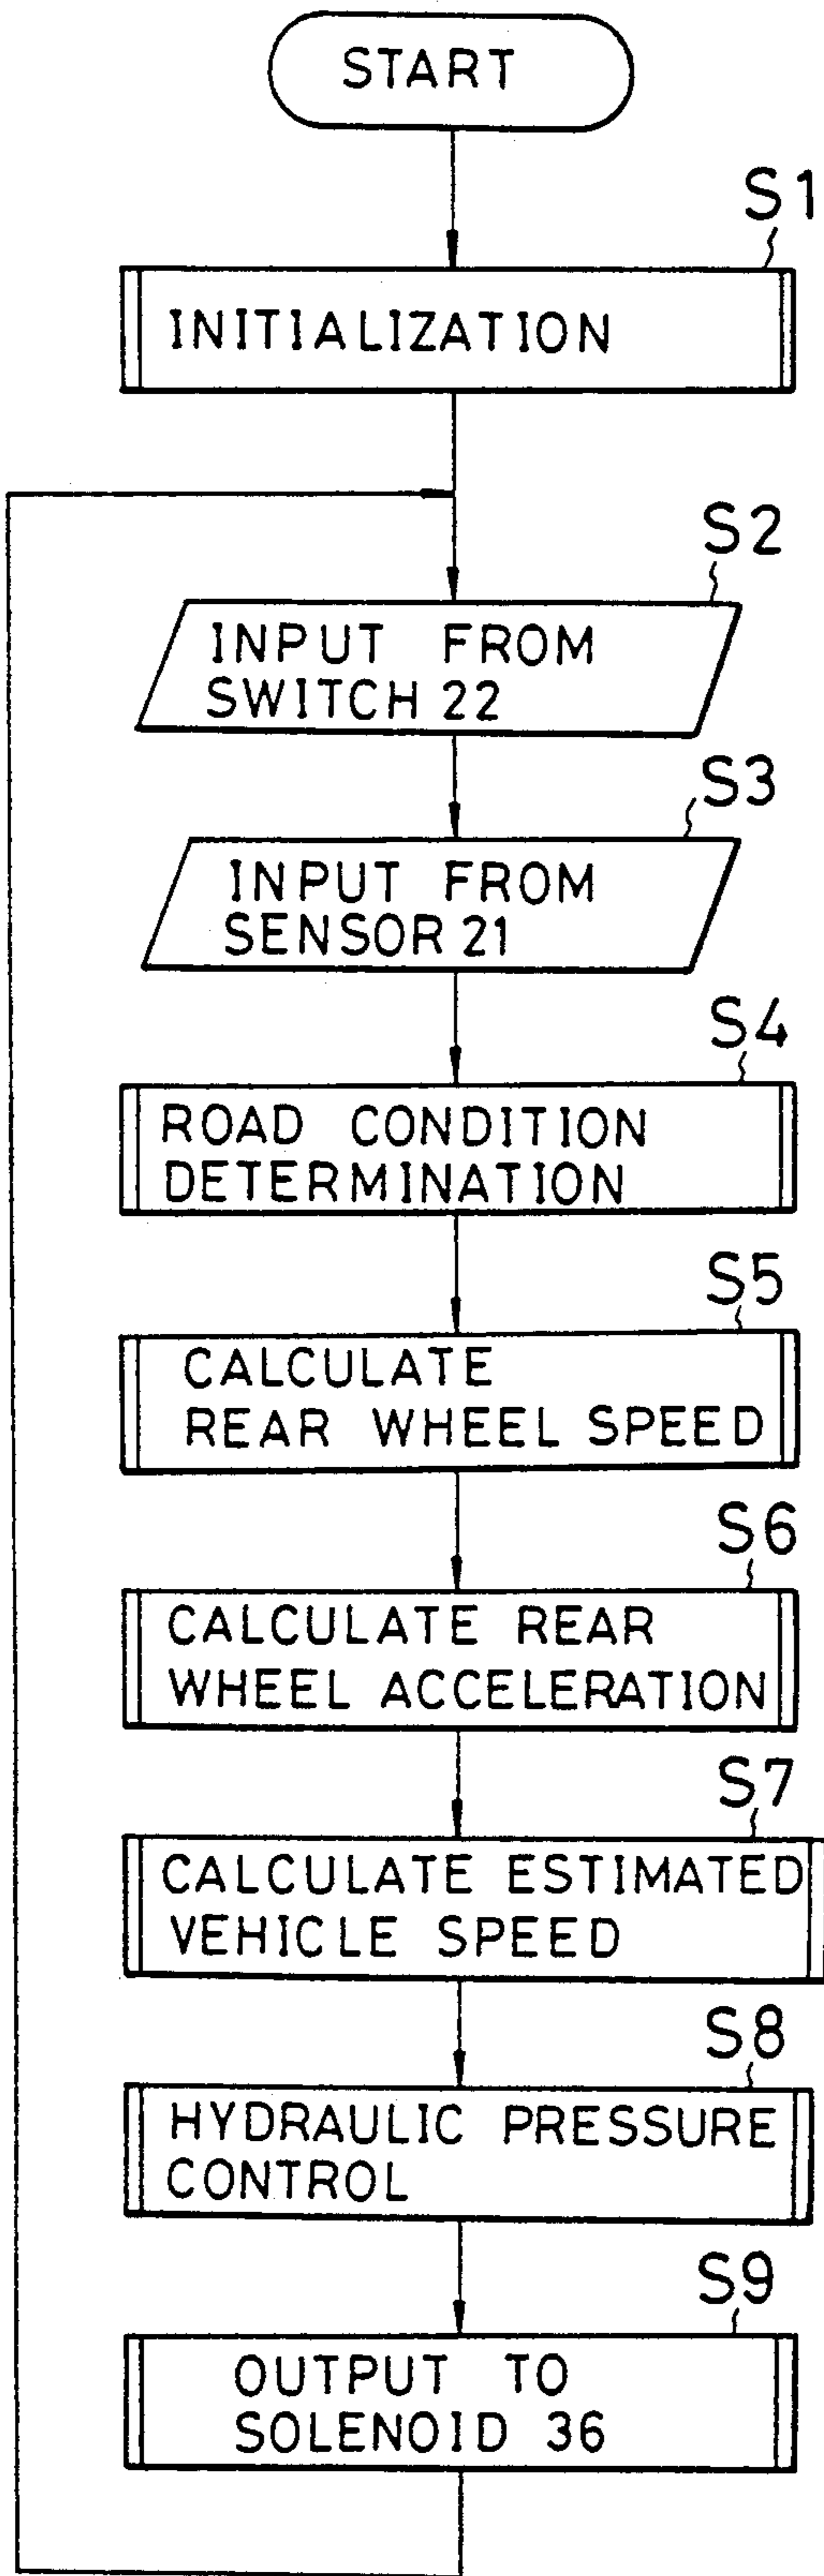 START
S1
INITIALIZATION
S2
INPUT FROM
SWITCH 22
S3
INPUT FROM
SENSOR 21
S4
ROAD CONDITION
DETERMINATION
S5
CALCULATE
REAR WHEEL SPEED
S6
CALCULATE REAR
WHEEL ACCELERATION
S7
CALCULATE ESTIMATED
VEHICLE SPEED
S8
HYDRAULIC PRESSURE
CONTROL
S9
OUTPUT TO
SOLENOID 36